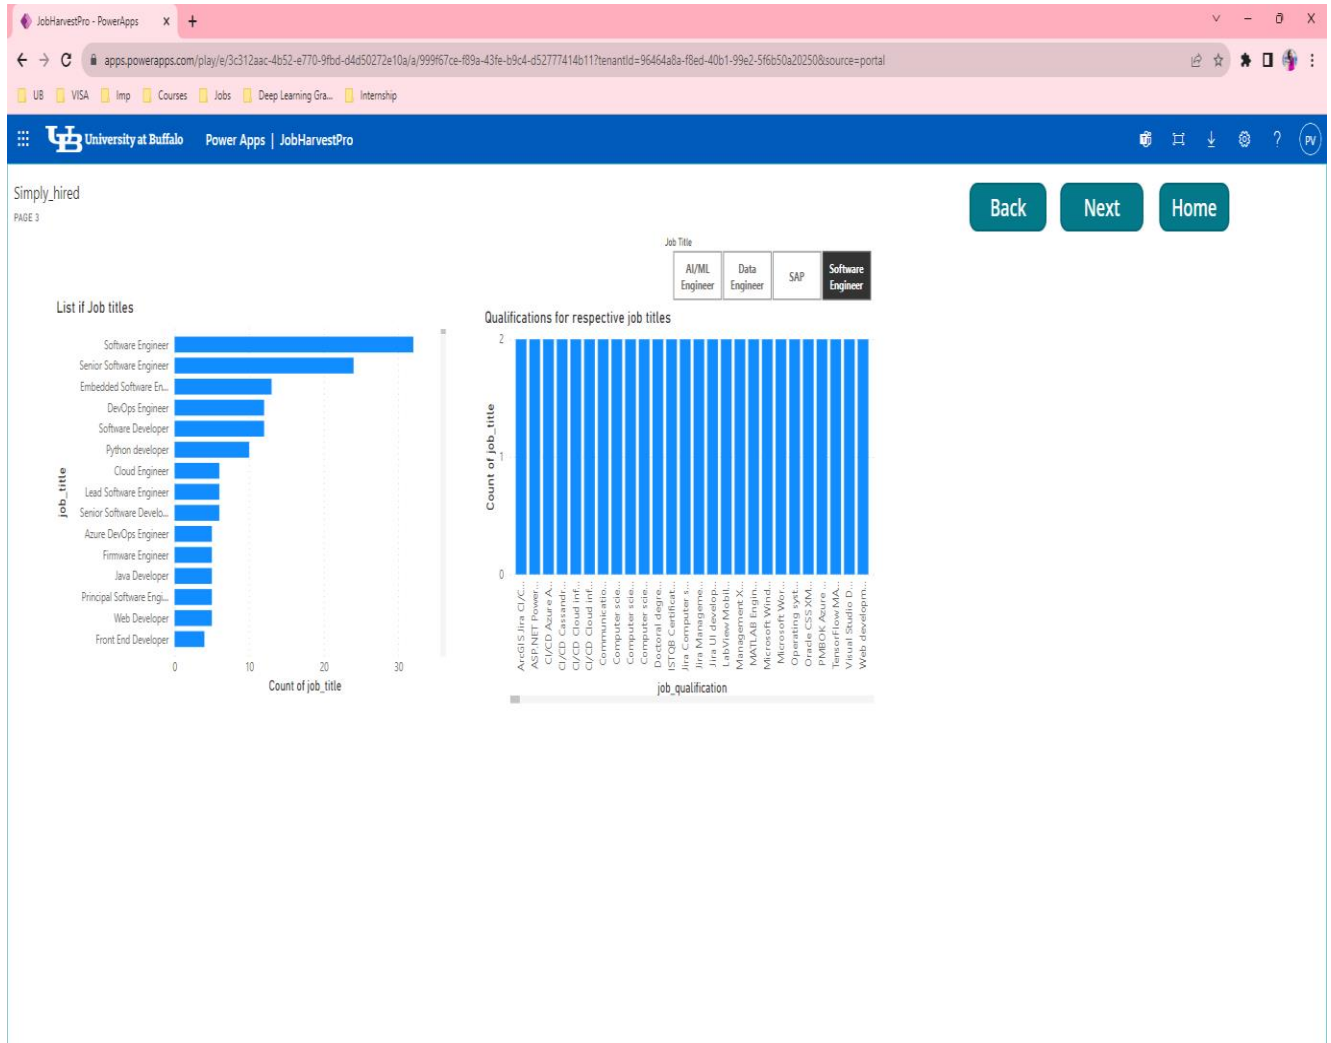 JobHarvestPro - PowerApps
apps.powerapps.com/play/e/3c312aac-4b52-e770-9fbd-d4d50272e10a/a/999f67ce-f89a-43fe-b9c4-d52777414b11?tenantId=96464a8a-f8ed-40b1-99e2-5f6b50a20250&source=portal
UB VISA Imp Courses Jobs Deep Learning Gra... Internship
UB University at Buffalo Power Apps | JobHarvestPro ? PV
Simply_hired
PAGE 3
Back Next Home
Job Title
AI/ML Engineer
Data Engineer
SAP
Software Engineer
List if Job titles
job_title
Software Engineer
Senior Software Engineer
Embedded Software En...
DevOps Engineer
Software Developer
Python developer
Cloud Engineer
Lead Software Engineer
Senior Software Develo...
Azure DevOps Engineer
Firmware Engineer
Java Developer
Principal Software Engi...
Web Developer
Front End Developer
0 10 20 30
Count of job_title
Qualifications for respective job titles
Count of job_title
2
1
0
ArcGIS Jira CI/C...
ASP.NET Power...
CI/CD Azure A...
CI/CD Cassandr...
CI/CD Cloud inf...
CI/CD Cloud inf...
Communicatio...
Computer scie...
Computer scie...
Computer scie...
Doctoral degre...
ISTQB Certificat...
Jira Computer s...
Jira Manageme...
Jira UI develop...
LabView Mobil...
Management X...
MATLAB Engin...
Microsoft Wind...
Microsoft Wor...
Operating syst...
Oracle CSS XM...
PMBOK Azure ...
TensorFlow MA...
Visual Studio D...
Web developm...
job_qualification